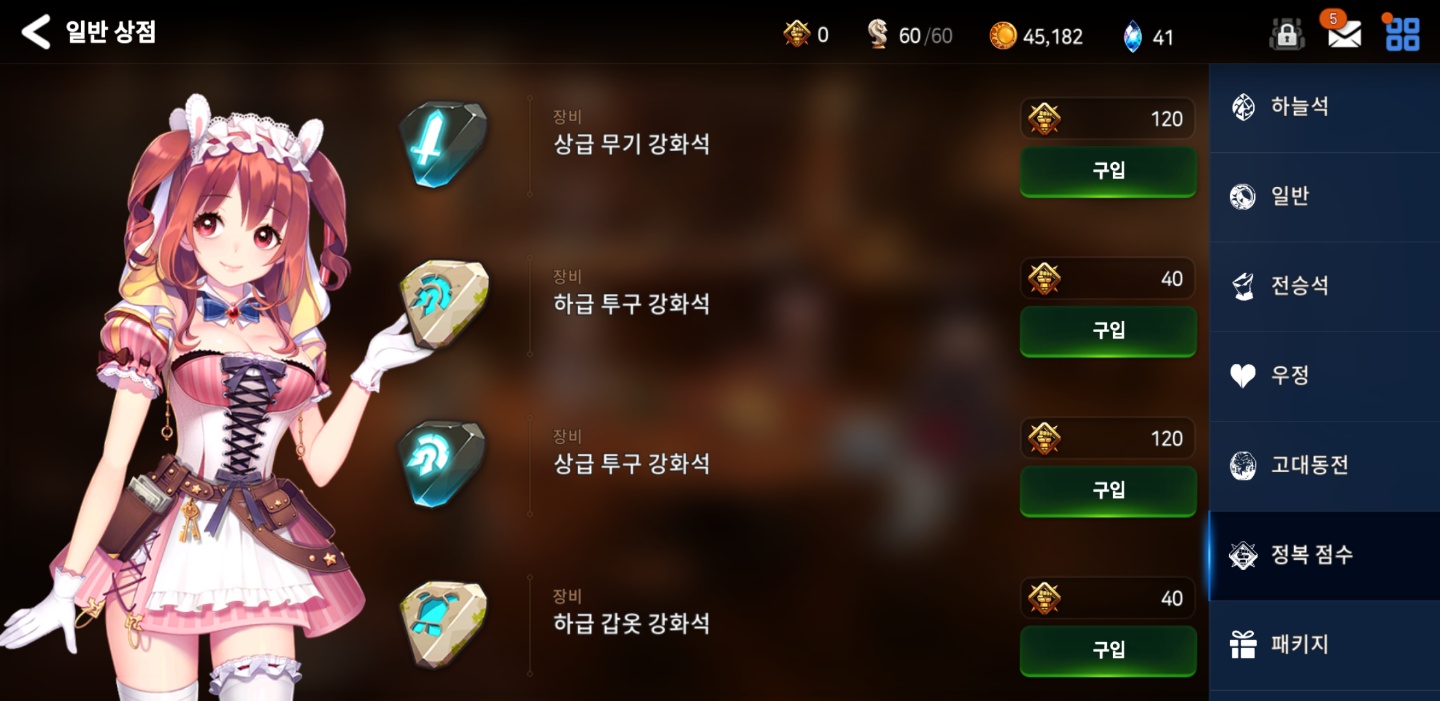 일반 상점
0
60/60
45,182
41
5
장비
상급 무기 강화석
120
구입
장비
하급 투구 강화석
40
구입
장비
상급 투구 강화석
120
구입
장비
하급 갑옷 강화석
40
구입
하늘석
일반
전승석
우정
고대동전
정복 점수
패키지